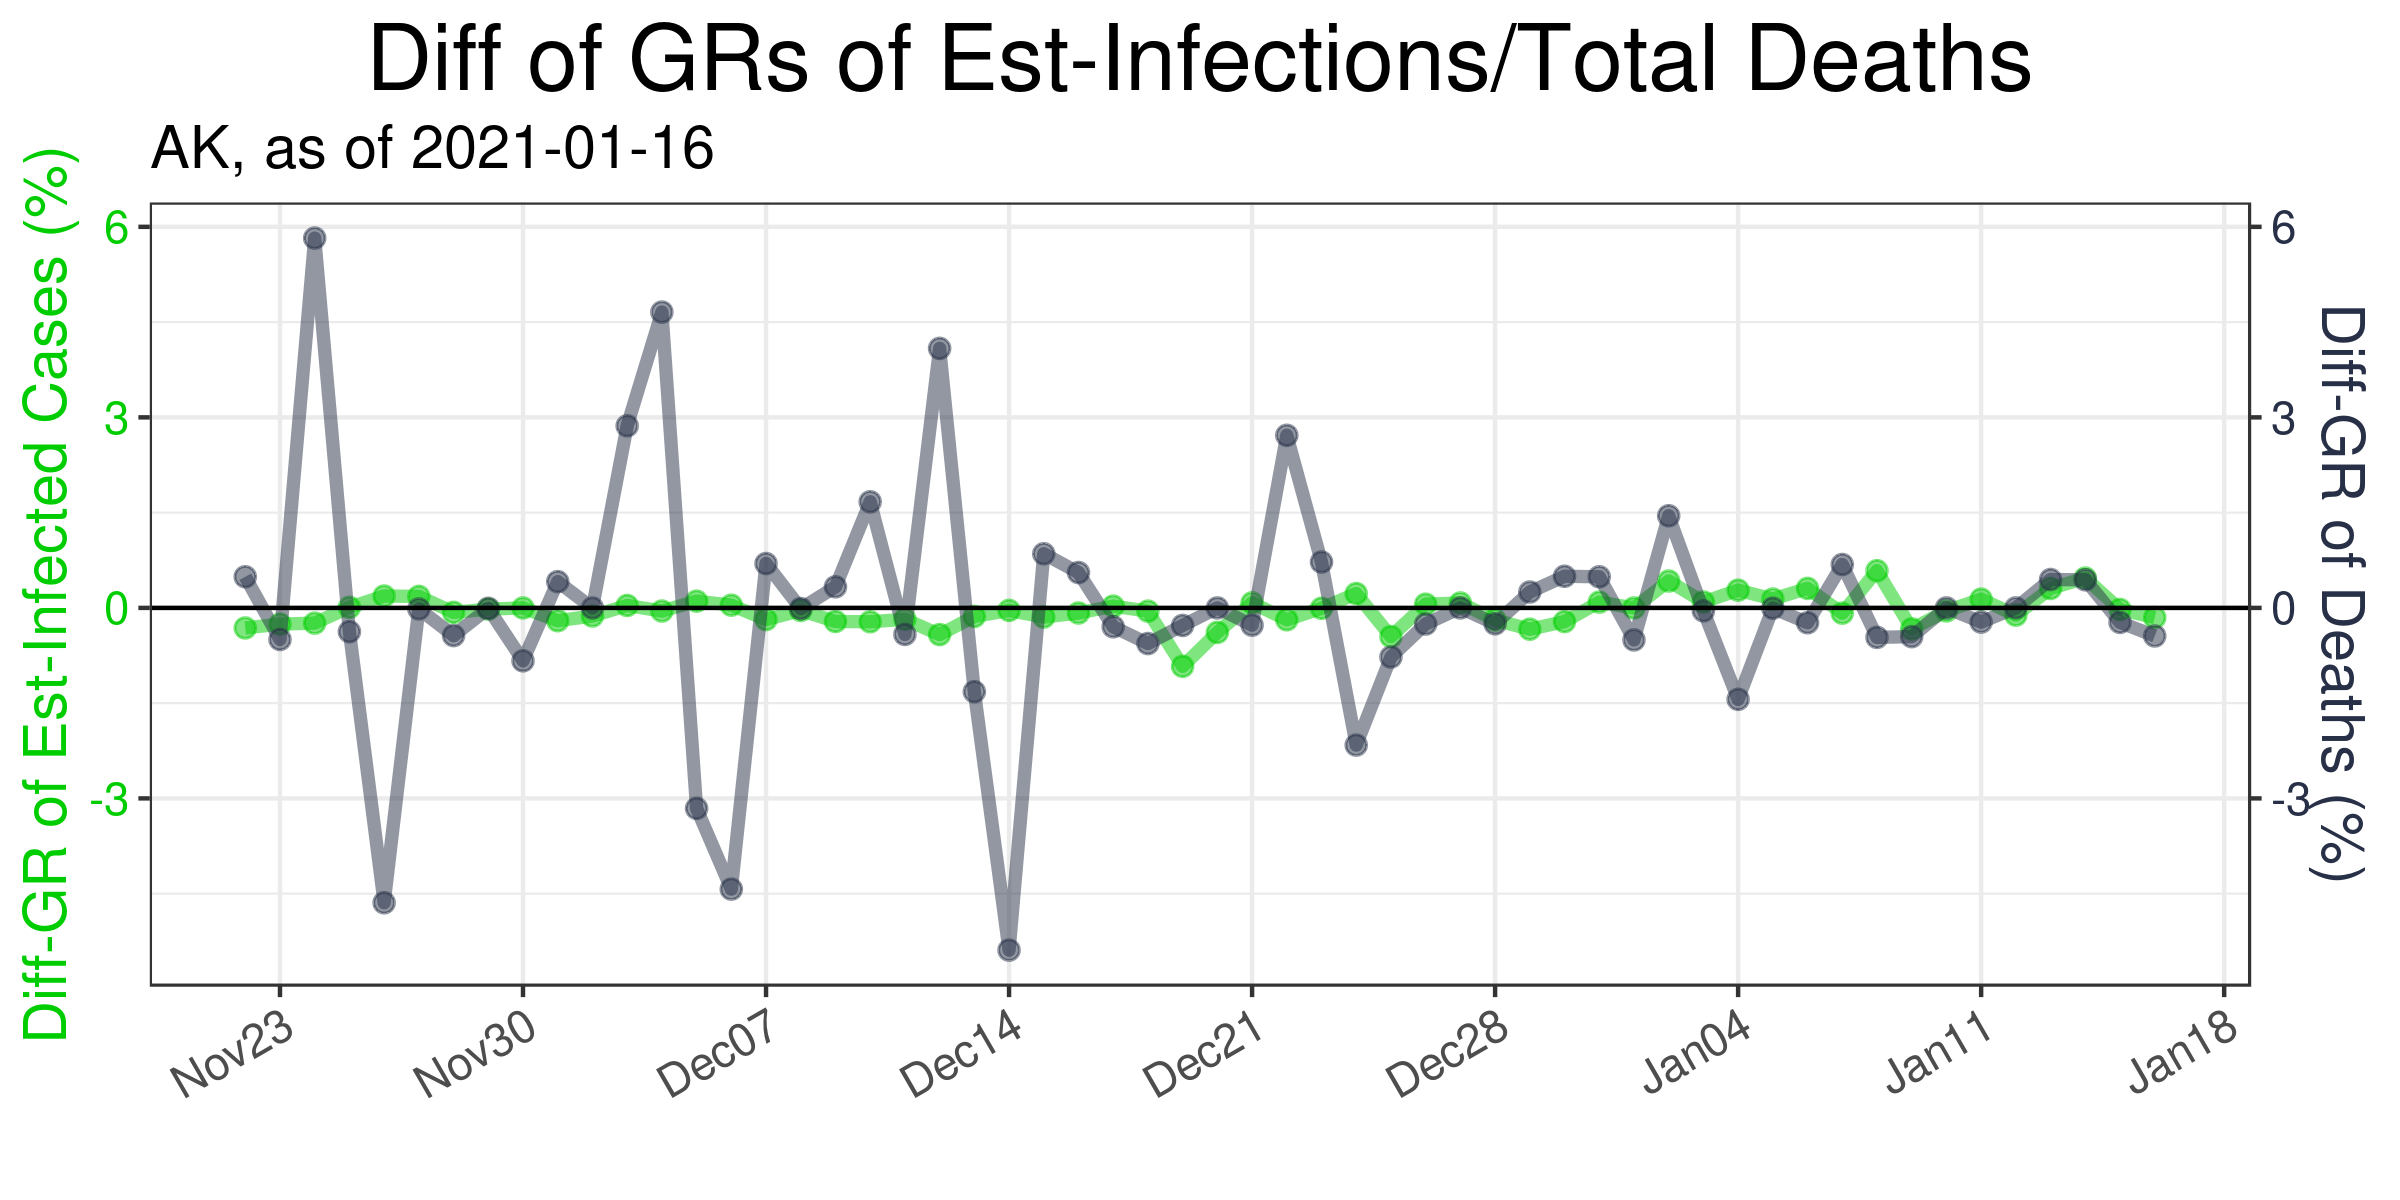 Diff of GRs of Est-Infections/Total Deaths
AK, as of 2021-01-16
Diff-GR of Est-Infected Cases (%)
6
3
0
-3
6
3
0
-3
Diff-GR of Deaths (%)
Nov23
Nov30
Dec07
Dec14
Dec21
Dec28
Jan04
Jan11
Jan18